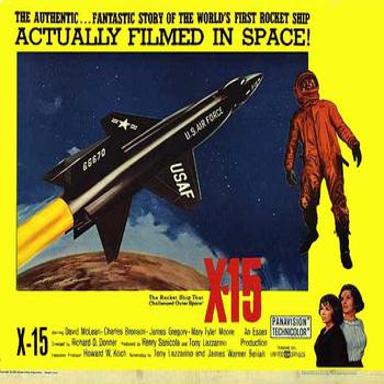 THE AUTHENTIC...FANTASTIC STORY OF THE WORLD'S FIRST ROCKET SHIP
ACTUALLY FILMED IN SPACE!
U.S. AIR FORCE
66670
USAF
The Rocket Ship That
Challenged Outer Space!
X-15
X-15
starring David McLean · Charles Bronson · James Gregory · Mary Tyler Moore
Directed by Richard D. Donner Produced by Henry Sanicola and Tony Lazzarino
Executive Producer Howard W. Koch Screenplay by Tony Lazzarino and James Warner Bellah
An Essex
Production
PANAVISION®
TECHNICOLOR®
UNITED ARTISTS